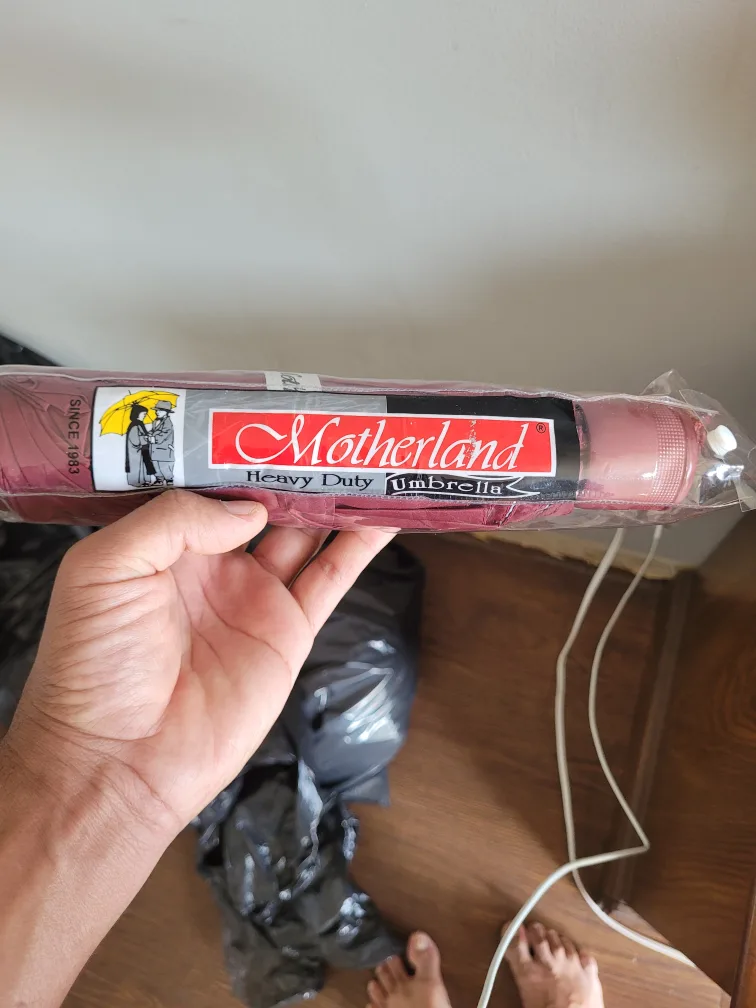 SINCE 1983
Motherland®
Heavy Duty Umbrella